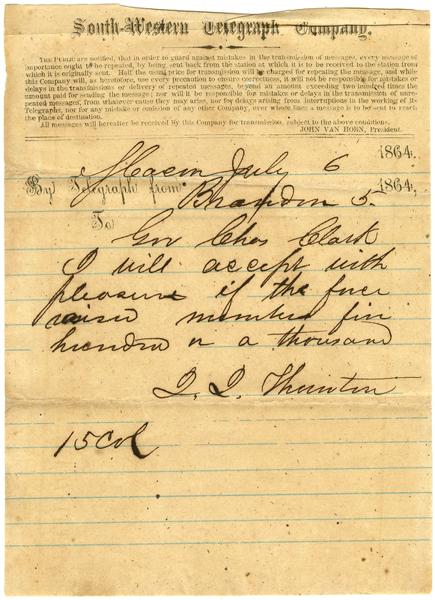 South-Western Telegraph Company.
THE PUBLIC are notified, that in order to guard against mistakes in the transmission of messages, every message of
importance ought to be repeated, by being sent back from the station at which it is to be received to the station from
which it is originally sent. Half the usual price for transmission will be charged for repeating the message, and while
this Company will, as heretofore, use every precaution to ensure correctness, it will not be responsible for mistakes or
delays in the transmission or delivery of repeated messages, beyond an amount exceeding two hundred times the
amount paid for sending the message; nor will it be responsible for mistakes or delays in the transmission of unre-
peated messages, from whatever cause they may arise, nor for delays arising from interruptions in the working of its
Telegraphs, nor for any mistake or omission of any other Company, over whose lines a message is to be sent to reach
the place of destination.
All messages will hereafter be received by this Company for transmission, subject to the above conditions.
JOHN VAN HORN, President.
Macon July 6 1864.
By Telegraph from Brandon 5. 1864.
To
Gov Chas Clark
I will accept with
pleasure if the force
raised numbers five
hundred or a thousand
J. J. Thornton
15 Col